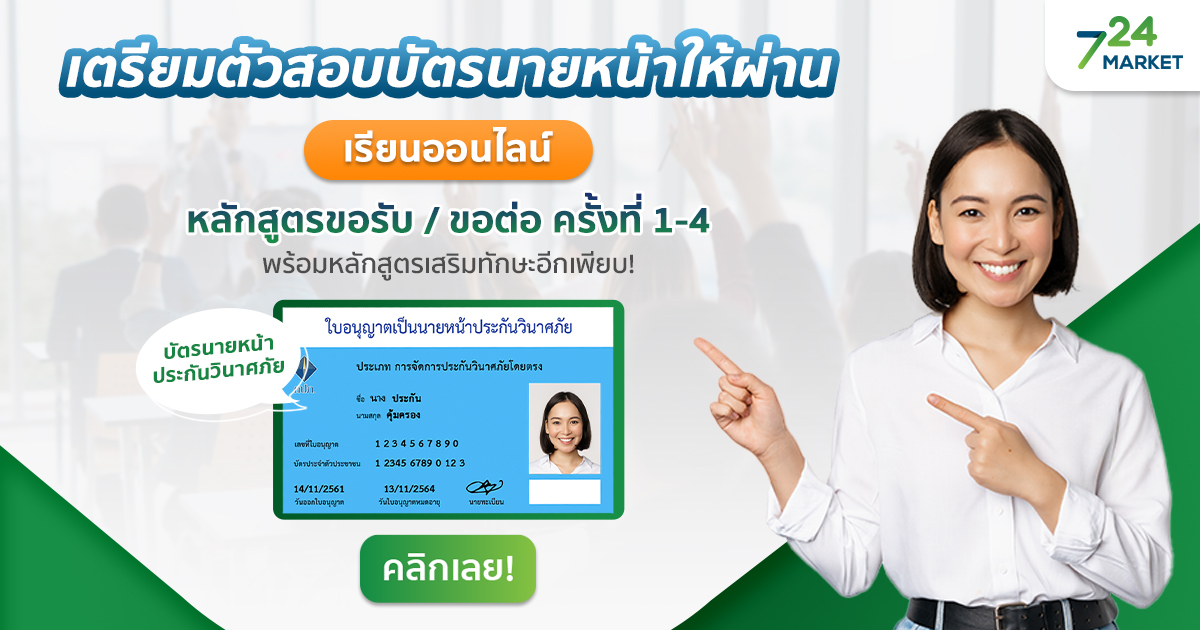 724
MARKET
เตรียมตัวสอบบัตรนายหน้าให้ผ่าน
เรียนออนไลน์
หลักสูตรขอรับ / ขอต่อ ครั้งที่ 1-4
พร้อมหลักสูตรเสริมทักษะอีกเพียบ!
บัตรนายหน้า
ประกันวินาศภัย
ใบอนุญาตเป็นนายหน้าประกันวินาศภัย
ประเภท การจัดการประกันวินาศภัยโดยตรง
ชื่อ นาง ประกัน
นามสกุล คุ้มครอง
เลขที่ใบอนุญาต 1 2 3 4 5 6 7 8 9 0
บัตรประจำตัวประชาชน 1 2345 6789 0 12 3
14/11/2561 13/11/2564
วันออกใบอนุญาต วันใบอนุญาตหมดอายุ นายทะเบียน
คลิกเลย!